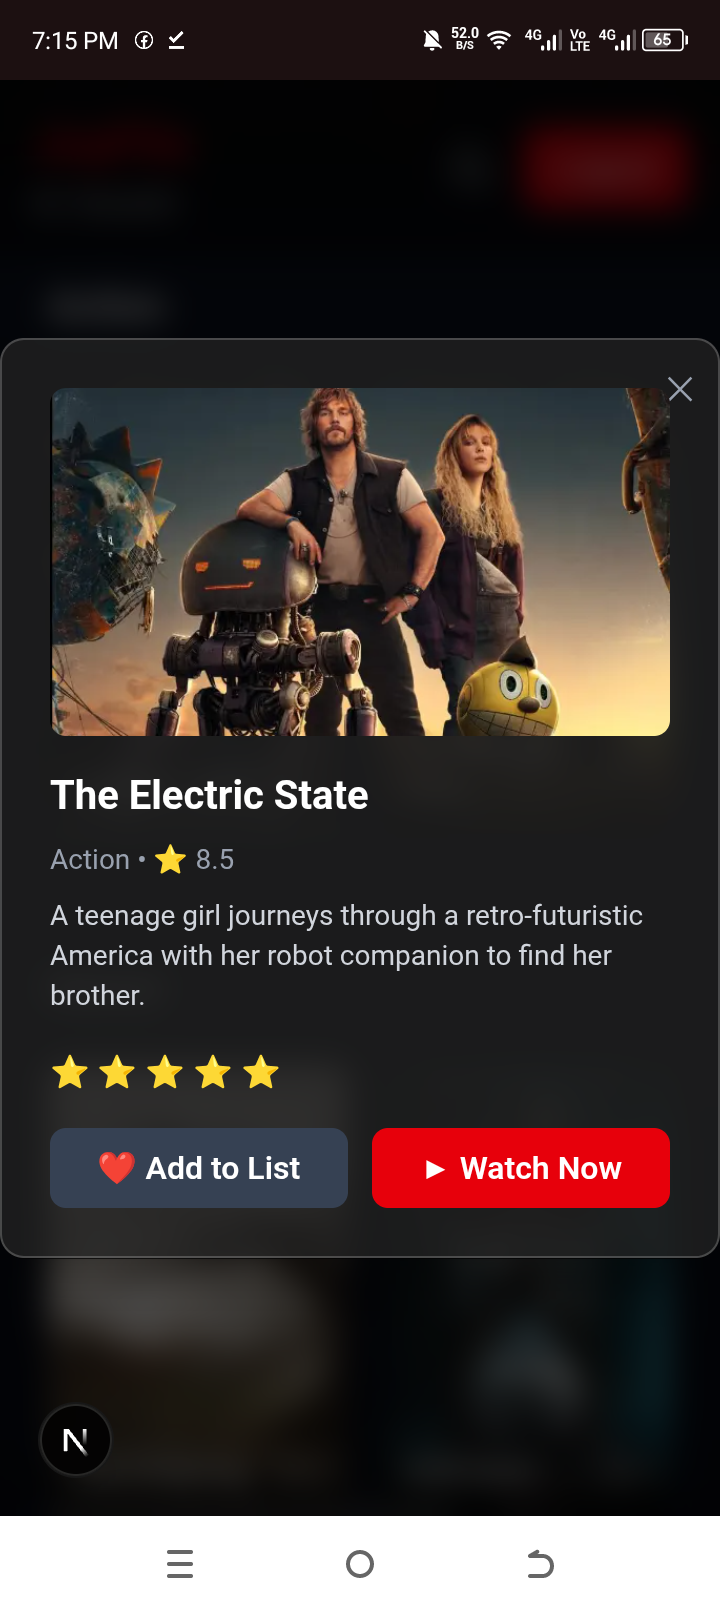 7:15 PM
52.0
B/S
4G
Vo
LTE
4G
65
The Electric State
Action • ⭐ 8.5
A teenage girl journeys through a retro-futuristic
America with her robot companion to find her
brother.
⭐ ⭐ ⭐ ⭐ ⭐
❤️ Add to List
► Watch Now
N